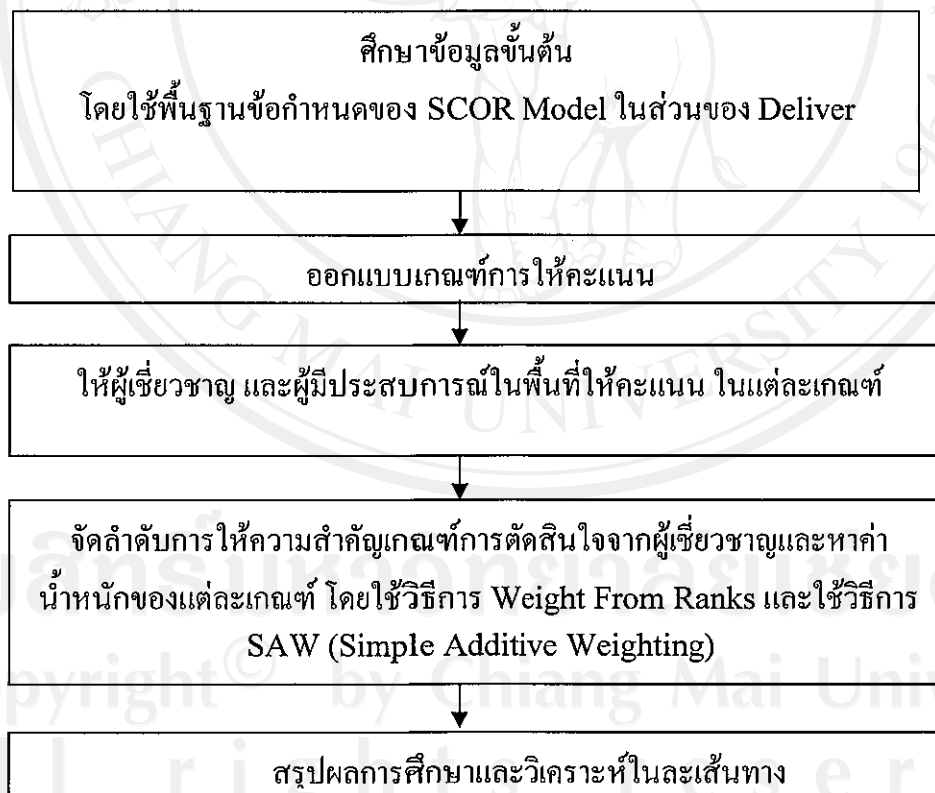 ศึกษาข้อมูลขั้นต้น
โดยใช้พื้นฐานข้อกำหนดของ SCOR Model ในส่วนของ Deliver
ออกแบบเกณฑ์การให้คะแนน
ให้ผู้เชี่ยวชาญ และผู้มีประสบการณ์ในพื้นที่ให้คะแนน ในแต่ละเกณฑ์
จัดลำดับการให้ความสำคัญเกณฑ์การตัดสินใจจากผู้เชี่ยวชาญและหาค่า
น้ำหนักของแต่ละเกณฑ์ โดยใช้วิธีการ Weight From Ranks และใช้วิธีการ
SAW (Simple Additive Weighting)
สรุปผลการศึกษาและวิเคราะห์ในละเส้นทาง
CHIANG MAI UNIVERSITY 196
pyright© by Chiang Mai Univ
l rights reser